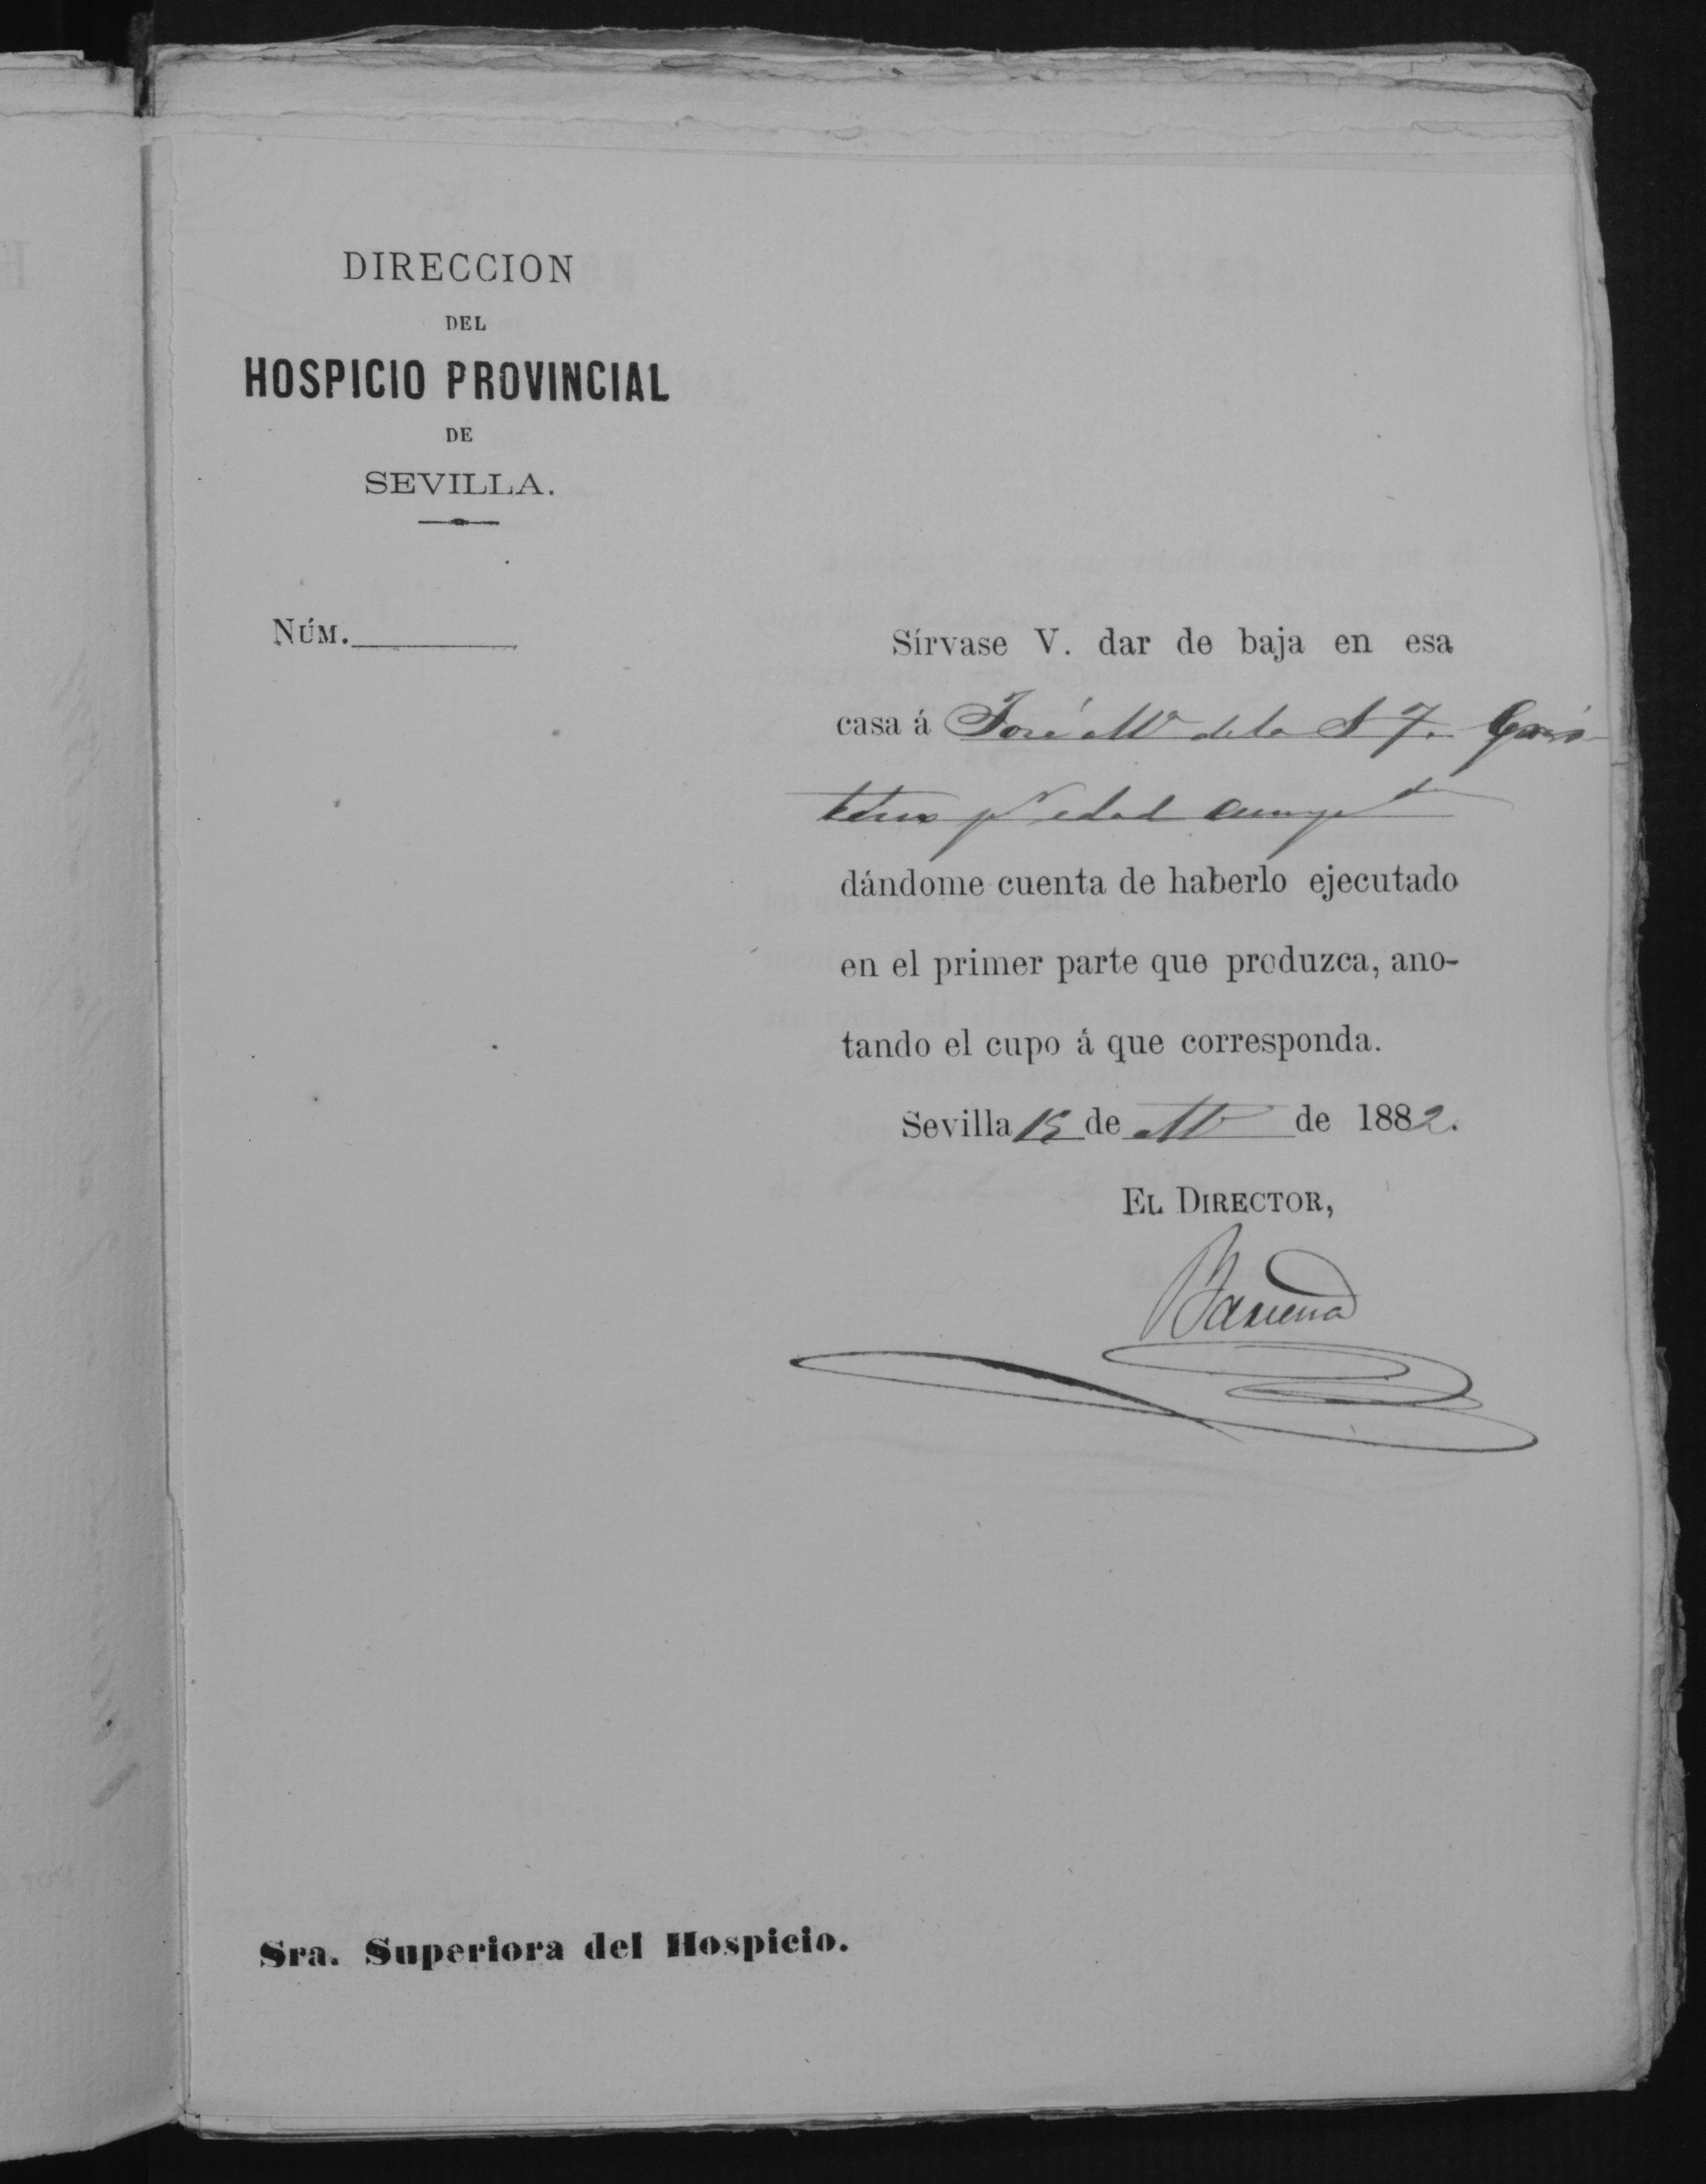 DIRECCION
DEL
HOSPICIO PROVINCIAL
DE
SEVILLA.
NÚM.
Sírvase V. dar de baja en esa
casa á José Mª de la S T.
pr edad
dándome cuenta de haberlo ejecutado
en el primer parte que produzca, ano-
tando el cupo á que corresponda.
Sevilla 15 de de 1882.
EL DIRECTOR,
Sra. Superiora del Hospicio.